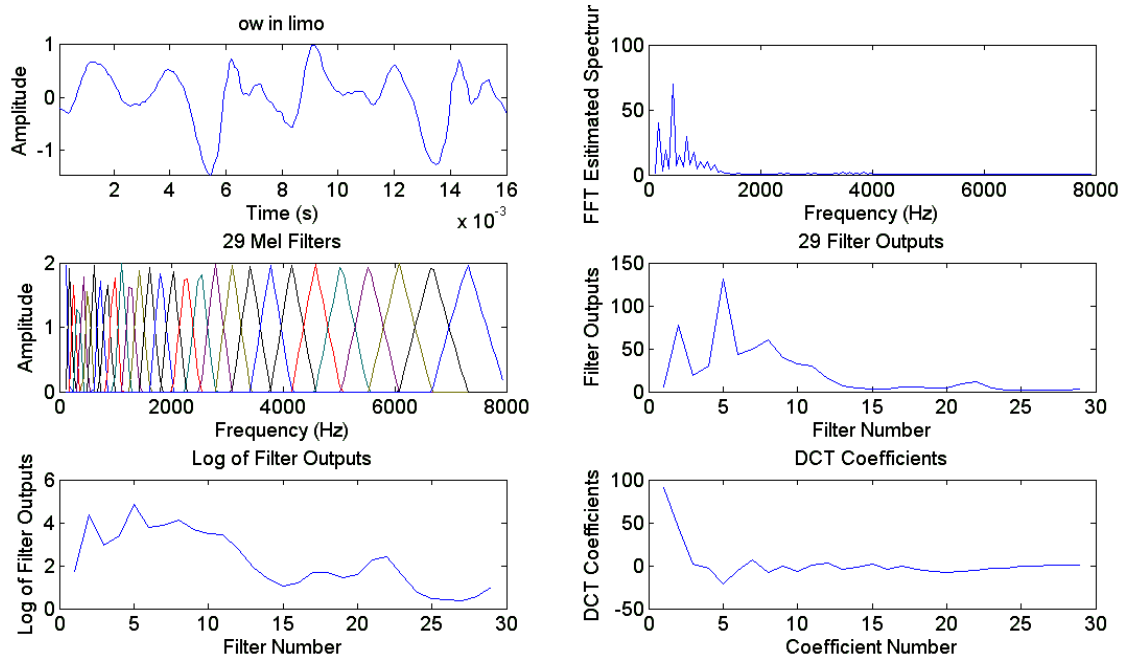 ow in limo
Amplitude
1
0
-1
2 4 6 8 10 12 14 16
Time (s)
x 10^-3
FFT Esitimated Spectrur
100
50
0
0 2000 4000 6000 8000
Frequency (Hz)
29 Mel Filters
Amplitude
2
1
0
0 2000 4000 6000 8000
Frequency (Hz)
29 Filter Outputs
Filter Outputs
150
100
50
0
0 5 10 15 20 25 30
Filter Number
Log of Filter Outputs
Log of Filter Outputs
6
4
2
0
0 5 10 15 20 25 30
Filter Number
DCT Coefficients
DCT Coefficients
100
50
0
-50
0 5 10 15 20 25 30
Coefficient Number